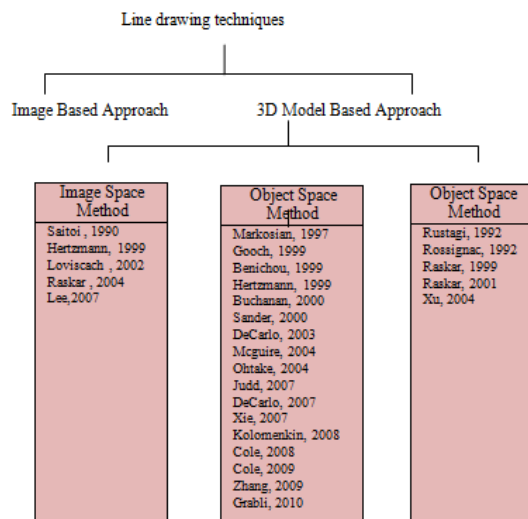 Line drawing techniques
Image Based Approach
3D Model Based Approach
Image Space
Method
Saitoi , 1990
Hertzmann, 1999
Loviscach , 2002
Raskar , 2004
Lee,2007
Object Space
Method
Markosian, 1997
Gooch, 1999
Benichou, 1999
Hertzmann, 1999
Buchanan, 2000
Sander, 2000
DeCarlo, 2003
Mcguire, 2004
Ohtake, 2004
Judd, 2007
DeCarlo, 2007
Xie, 2007
Kolomenkin, 2008
Cole, 2008
Cole, 2009
Zhang, 2009
Grabli, 2010
Object Space
Method
Rustagi, 1992
Rossignac, 1992
Raskar, 1999
Raskar, 2001
Xu, 2004